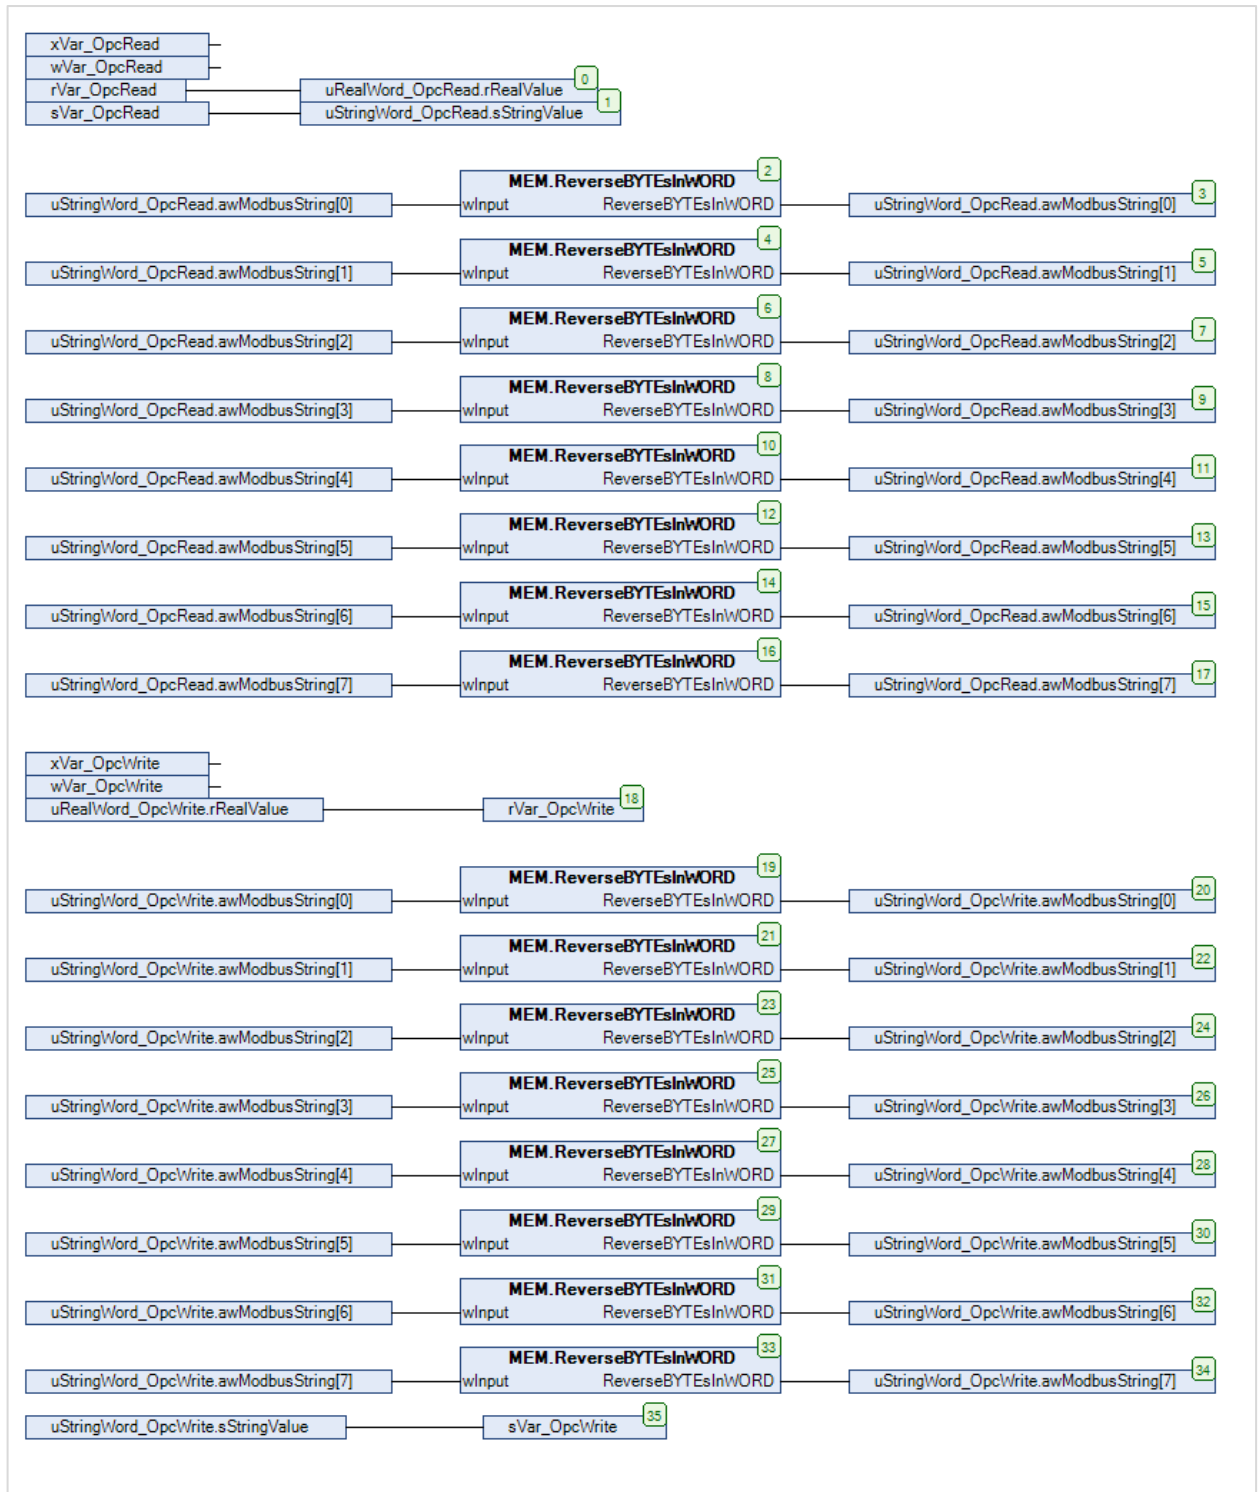 xVar_OpcRead
wVar_OpcRead
0
rVar_OpcRead uRealWord_OpcRead.rRealValue
1
sVar_OpcRead uStringWord_OpcRead.sStringValue
2
MEM.ReverseBYTEsInWORD
3
uStringWord_OpcRead.awModbusString[0] wInput ReverseBYTEsInWORD uStringWord_OpcRead.awModbusString[0]
4
MEM.ReverseBYTEsInWORD
5
uStringWord_OpcRead.awModbusString[1] wInput ReverseBYTEsInWORD uStringWord_OpcRead.awModbusString[1]
6
MEM.ReverseBYTEsInWORD
7
uStringWord_OpcRead.awModbusString[2] wInput ReverseBYTEsInWORD uStringWord_OpcRead.awModbusString[2]
8
MEM.ReverseBYTEsInWORD
9
uStringWord_OpcRead.awModbusString[3] wInput ReverseBYTEsInWORD uStringWord_OpcRead.awModbusString[3]
10
MEM.ReverseBYTEsInWORD
11
uStringWord_OpcRead.awModbusString[4] wInput ReverseBYTEsInWORD uStringWord_OpcRead.awModbusString[4]
12
MEM.ReverseBYTEsInWORD
13
uStringWord_OpcRead.awModbusString[5] wInput ReverseBYTEsInWORD uStringWord_OpcRead.awModbusString[5]
14
MEM.ReverseBYTEsInWORD
15
uStringWord_OpcRead.awModbusString[6] wInput ReverseBYTEsInWORD uStringWord_OpcRead.awModbusString[6]
16
MEM.ReverseBYTEsInWORD
17
uStringWord_OpcRead.awModbusString[7] wInput ReverseBYTEsInWORD uStringWord_OpcRead.awModbusString[7]
xVar_OpcWrite
wVar_OpcWrite
18
uRealWord_OpcWrite.rRealValue rVar_OpcWrite
19
MEM.ReverseBYTEsInWORD
20
uStringWord_OpcWrite.awModbusString[0] wInput ReverseBYTEsInWORD uStringWord_OpcWrite.awModbusString[0]
21
MEM.ReverseBYTEsInWORD
22
uStringWord_OpcWrite.awModbusString[1] wInput ReverseBYTEsInWORD uStringWord_OpcWrite.awModbusString[1]
23
MEM.ReverseBYTEsInWORD
24
uStringWord_OpcWrite.awModbusString[2] wInput ReverseBYTEsInWORD uStringWord_OpcWrite.awModbusString[2]
25
MEM.ReverseBYTEsInWORD
26
uStringWord_OpcWrite.awModbusString[3] wInput ReverseBYTEsInWORD uStringWord_OpcWrite.awModbusString[3]
27
MEM.ReverseBYTEsInWORD
28
uStringWord_OpcWrite.awModbusString[4] wInput ReverseBYTEsInWORD uStringWord_OpcWrite.awModbusString[4]
29
MEM.ReverseBYTEsInWORD
30
uStringWord_OpcWrite.awModbusString[5] wInput ReverseBYTEsInWORD uStringWord_OpcWrite.awModbusString[5]
31
MEM.ReverseBYTEsInWORD
32
uStringWord_OpcWrite.awModbusString[6] wInput ReverseBYTEsInWORD uStringWord_OpcWrite.awModbusString[6]
33
MEM.ReverseBYTEsInWORD
34
uStringWord_OpcWrite.awModbusString[7] wInput ReverseBYTEsInWORD uStringWord_OpcWrite.awModbusString[7]
35
uStringWord_OpcWrite.sStringValue sVar_OpcWrite